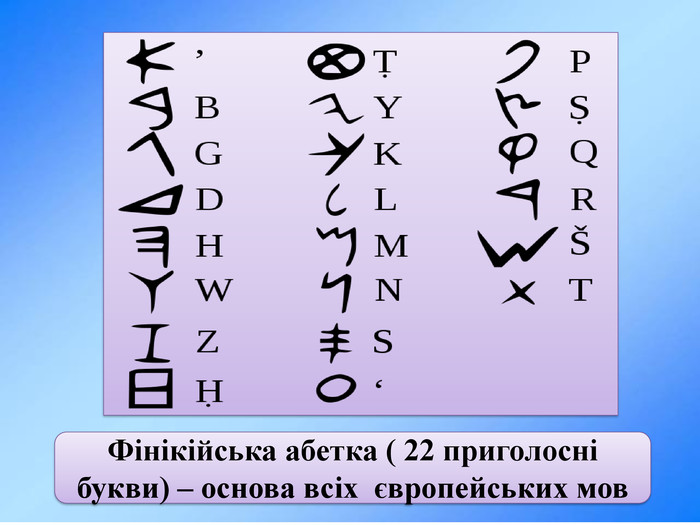 𐤀 ’ 𐤈 Ṭ 𐤐 P
𐤁 B 𐤉 Y 𐤑 Ṣ
𐤂 G 𐤊 K 𐤒 Q
𐤃 D 𐤋 L 𐤓 R
𐤄 H 𐤌 M 𐤔 Š
𐤅 W 𐤍 N 𐤕 T
𐤆 Z 𐤎 S
𐤇 Ḥ 𐤏 ‘
Фінікійська абетка ( 22 приголосні
букви) – основа всіх європейських мов